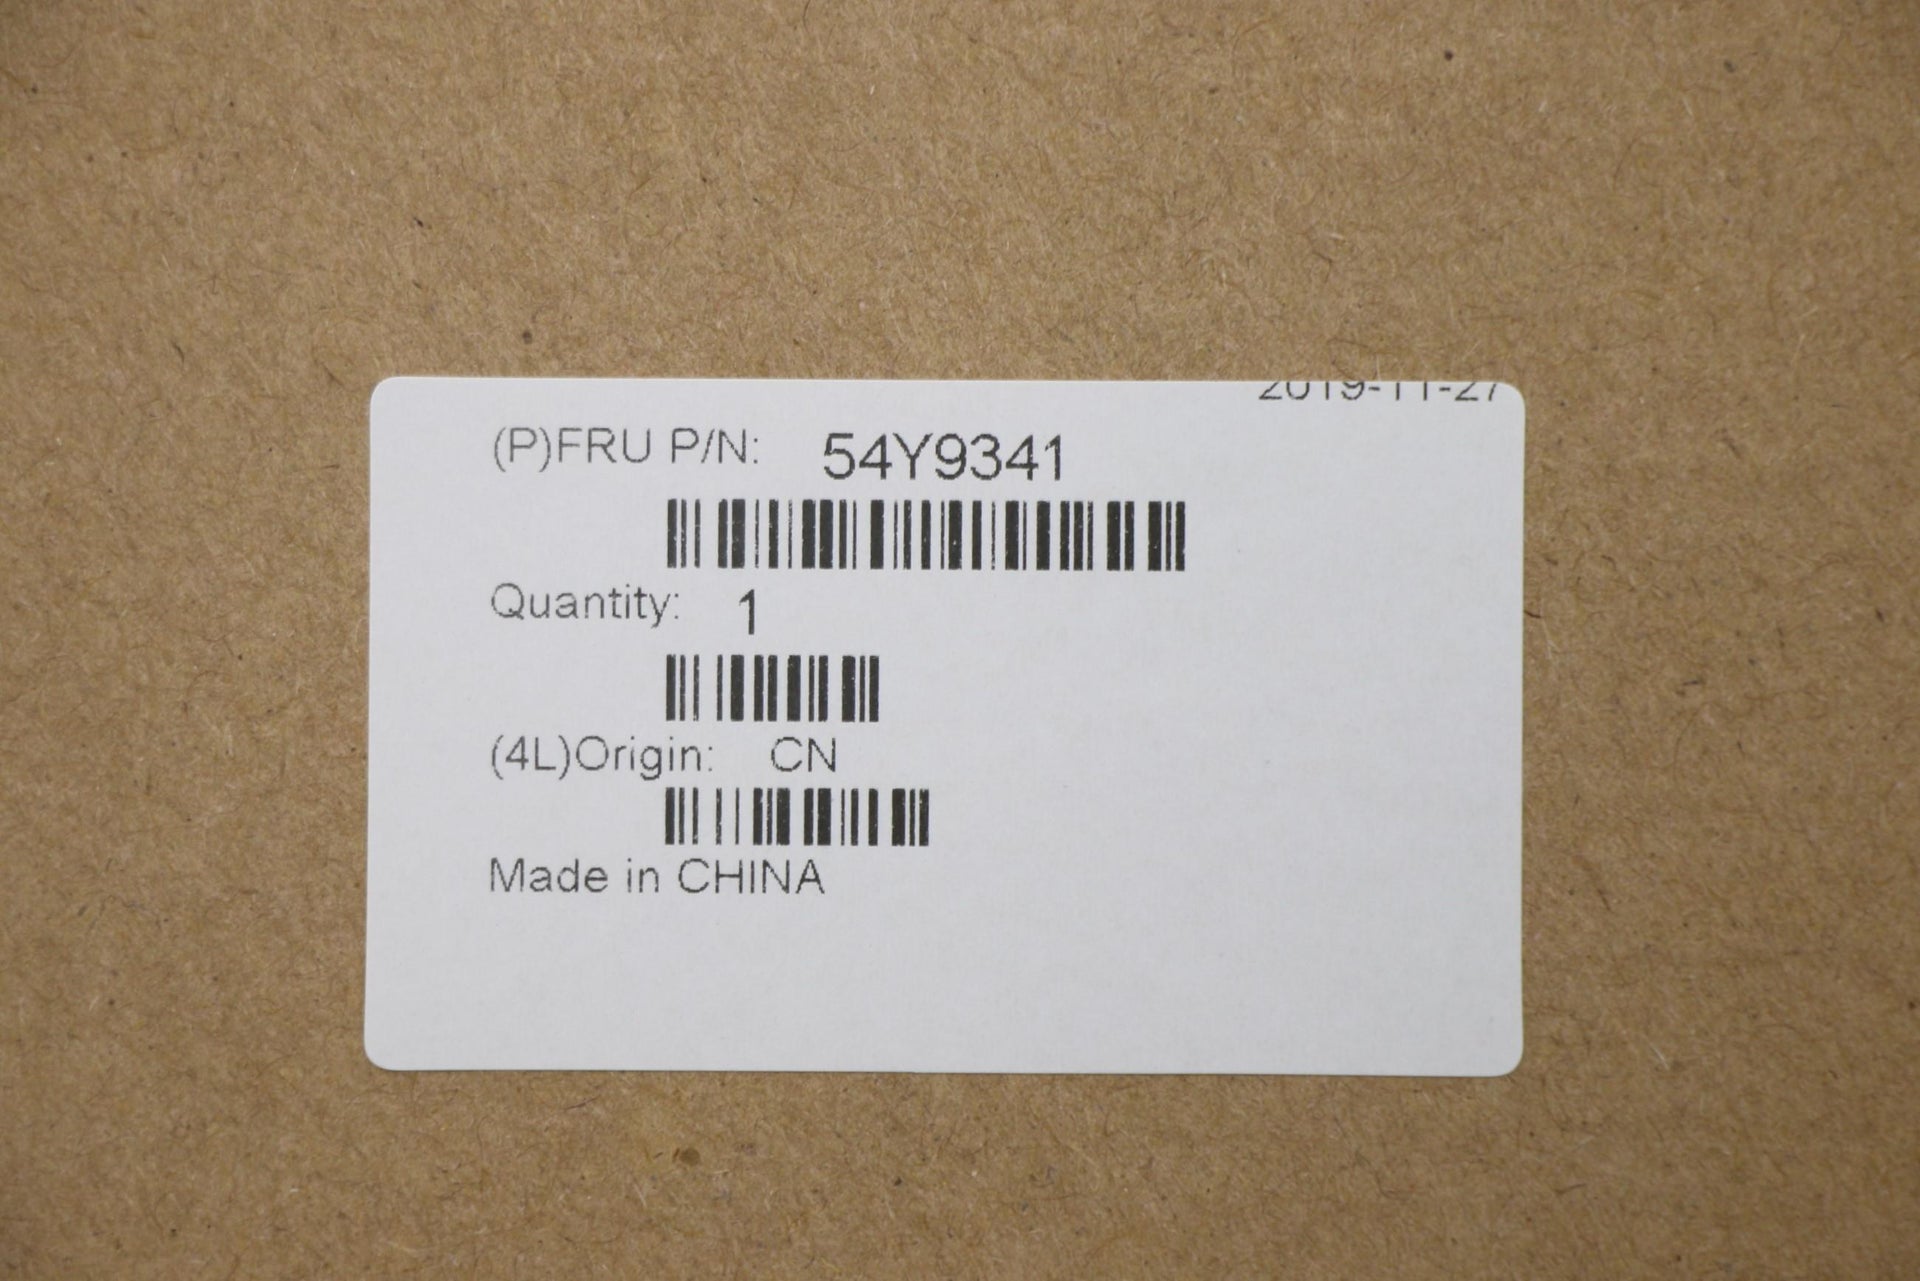 2019-11-27
(P)FRU P/N: 54Y9341
Quantity: 1
(4L)Origin: CN
Made in CHINA